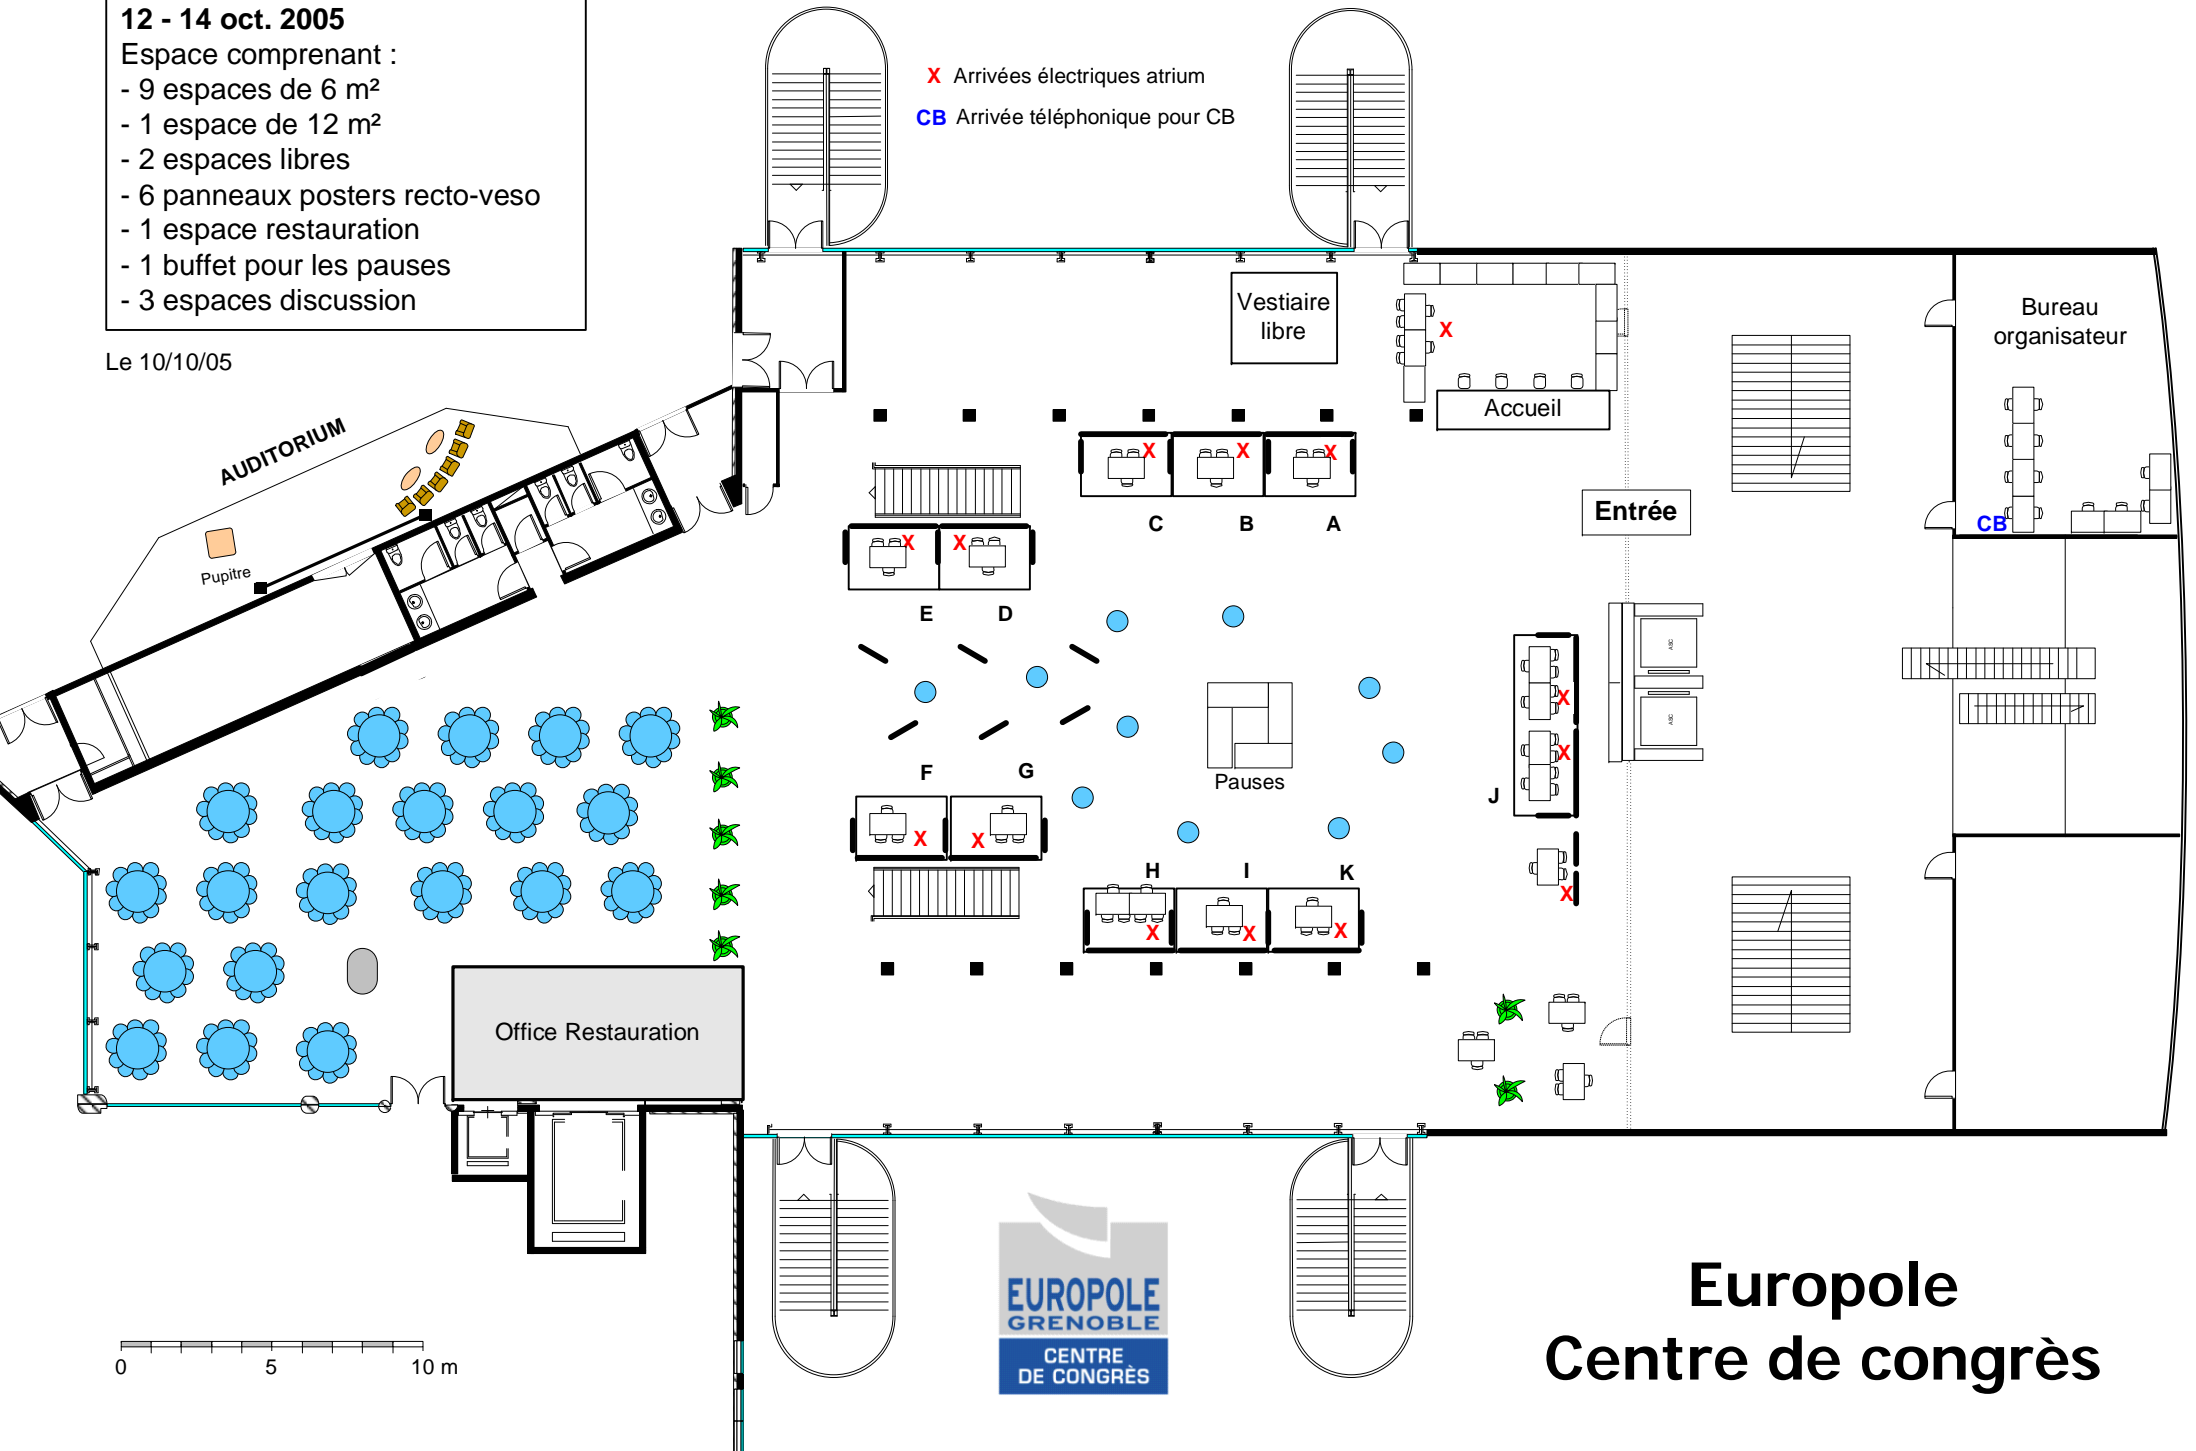 12 - 14 oct. 2005
Espace comprenant :
- 9 espaces de 6 m²
- 1 espace de 12 m²
- 2 espaces libres
- 6 panneaux posters recto-veso
- 1 espace restauration
- 1 buffet pour les pauses
- 3 espaces discussion
Le 10/10/05
X Arrivées électriques atrium
CB Arrivée téléphonique pour CB
Vestiaire
libre
X
Accueil
Bureau
organisateur
AUDITORIUM
Pupitre
X X X
C B A
Entrée
CB
X X
E D
ASC
ASC
X
X
J
X
Pauses
F G
X X
H I K
X X X
Office Restauration
0 5 10 m
EUROPOLE
GRENOBLE
CENTRE
DE CONGRÈS
Europole
Centre de congrès